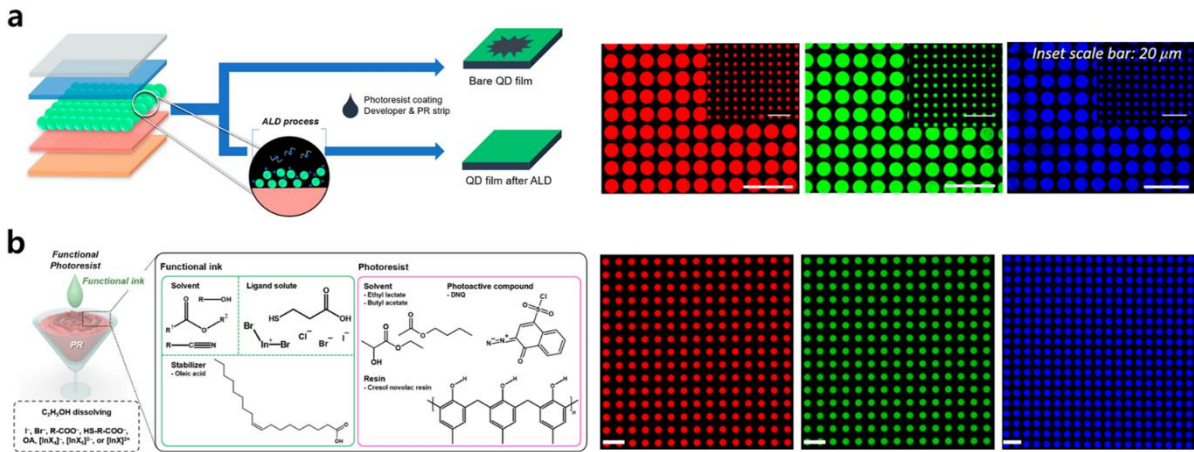 a
Bare QD film
Photoresist coating
Developer & PR strip
ALD process
QD film after ALD
Inset scale bar: 20 μm
b
Functional
Photoresist
Functional ink
PR
C₂H₅OH dissolving
I⁻, Br⁻, R-COO⁻, HS-R-COO⁻,
OA, [InX₄]⁻, [InX₅]²⁻, or [InX]²⁺
Functional ink
Solvent
R—OH
O
R¹ O R²
R N
Ligand solute
HS O OH
Br In⁺ Br Cl⁻ Br⁻ I⁻
Stabilizer
- Oleic acid
O
OH
Photoresist
Solvent
- Ethyl lactate
- Butyl acetate
Photoactive compound
- DNQ
Cl
O=S=O
N=N⁺
O
O O
O O
OH
Resin
- Cresol novolac resin
O H O H O H
n